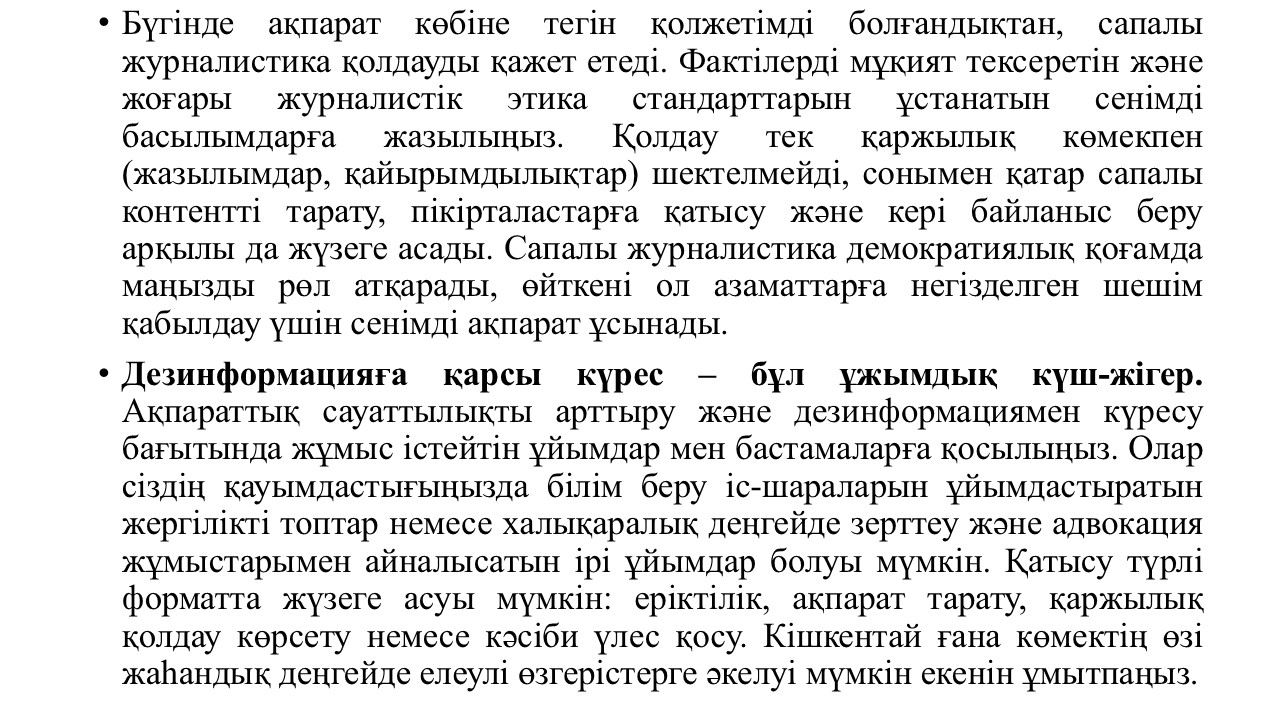 • Бүгінде ақпарат көбіне тегін қолжетімді болғандықтан, сапалы
журналистика қолдауды қажет етеді. Фактілерді мұқият тексеретін және
жоғары журналистік этика стандарттарын ұстанатын сенімді
басылымдарға жазылыңыз. Қолдау тек қаржылық көмекпен
(жазылымдар, қайырымдылықтар) шектелмейді, сонымен қатар сапалы
контентті тарату, пікірталастарға қатысу және кері байланыс беру
арқылы да жүзеге асады. Сапалы журналистика демократиялық қоғамда
маңызды рөл атқарады, өйткені ол азаматтарға негізделген шешім
қабылдау үшін сенімді ақпарат ұсынады.
• Дезинформацияға қарсы күрес – бұл ұжымдық күш-жігер.
Ақпараттық сауаттылықты арттыру және дезинформациямен күресу
бағытында жұмыс істейтін ұйымдар мен бастамаларға қосылыңыз. Олар
сіздің қауымдастығыңызда білім беру іс-шараларын ұйымдастыратын
жергілікті топтар немесе халықаралық деңгейде зерттеу және адвокация
жұмыстарымен айналысатын ірі ұйымдар болуы мүмкін. Қатысу түрлі
форматта жүзеге асуы мүмкін: еріктілік, ақпарат тарату, қаржылық
қолдау көрсету немесе кәсіби үлес қосу. Кішкентай ғана көмектің өзі
жаһандық деңгейде елеулі өзгерістерге әкелуі мүмкін екенін ұмытпаңыз.